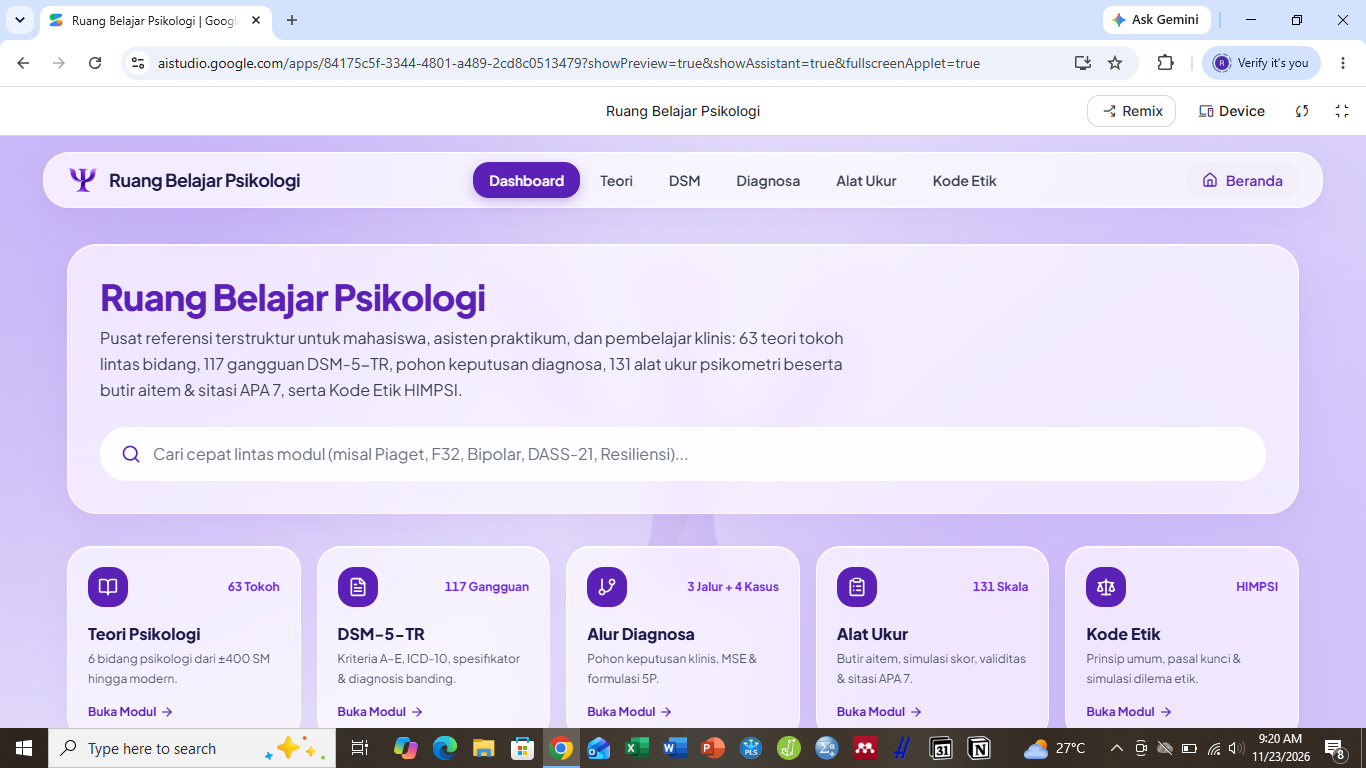 Ruang Belajar Psikologi | Googl
Ask Gemini
aistudio.google.com/apps/84175c5f-3344-4801-a489-2cd8c0513479?showPreview=true&showAssistant=true&fullscreenApplet=true
R
Verify it's you
Ruang Belajar Psikologi
Remix
Device
Ruang Belajar Psikologi
Dashboard
Teori
DSM
Diagnosa
Alat Ukur
Kode Etik
Beranda
Ruang Belajar Psikologi
Pusat referensi terstruktur untuk mahasiswa, asisten praktikum, dan pembelajar klinis: 63 teori tokoh
lintas bidang, 117 gangguan DSM-5-TR, pohon keputusan diagnosa, 131 alat ukur psikometri beserta
butir aitem & sitasi APA 7, serta Kode Etik HIMPSI.
Cari cepat lintas modul (misal Piaget, F32, Bipolar, DASS-21, Resiliensi)...
63 Tokoh
Teori Psikologi
6 bidang psikologi dari ±400 SM
hingga modern.
Buka Modul →
117 Gangguan
DSM-5-TR
Kriteria A–E, ICD-10, spesifikator
& diagnosis banding.
Buka Modul →
3 Jalur + 4 Kasus
Alur Diagnosa
Pohon keputusan klinis, MSE &
formulasi 5P.
Buka Modul →
131 Skala
Alat Ukur
Butir aitem, simulasi skor, validitas
& sitasi APA 7.
Buka Modul →
HIMPSI
Kode Etik
Prinsip umum, pasal kunci &
simulasi dilema etik.
Buka Modul →
Type here to search
PLS
31
27°C
9:20 AM
11/23/2026
8